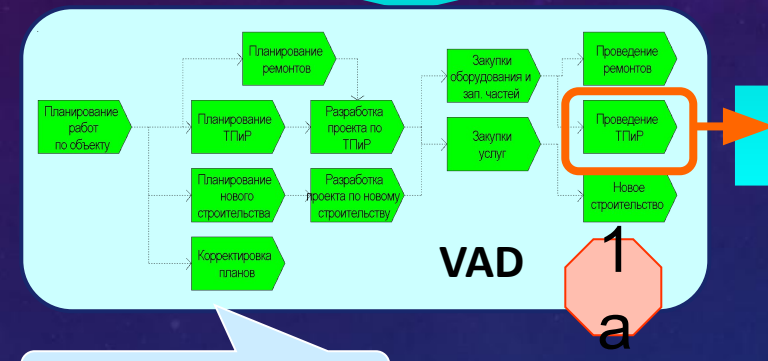 Планирование
работ
по объекту
Планирование
ремонтов
Планирование
ТПиР
Планирование
нового
строительства
Корректировка
планов
Разработка
проекта по
ТПиР
Разработка
проекта по новому
строительству
Закупки
оборудования и
зап. частей
Закупки
услуг
Проведение
ремонтов
Проведение
ТПиР
Новое
строительство
VAD
1
а